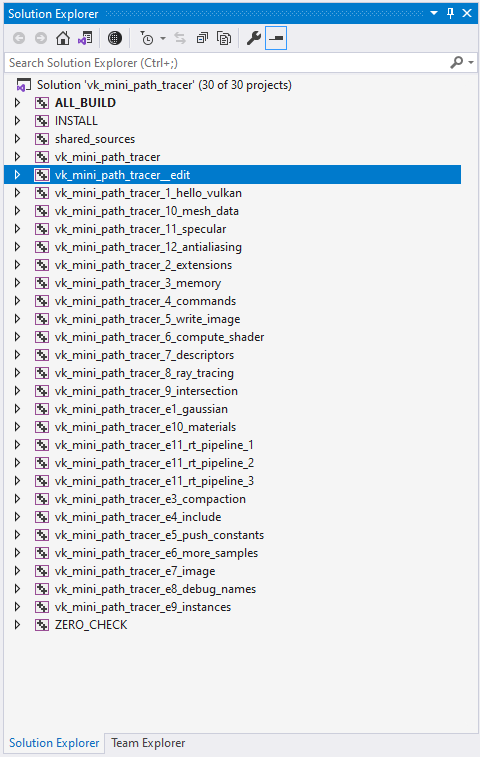 Solution Explorer
Search Solution Explorer (Ctrl+;)
Solution 'vk_mini_path_tracer' (30 of 30 projects)
ALL_BUILD
INSTALL
shared_sources
vk_mini_path_tracer
vk_mini_path_tracer__edit
vk_mini_path_tracer_1_hello_vulkan
vk_mini_path_tracer_10_mesh_data
vk_mini_path_tracer_11_specular
vk_mini_path_tracer_12_antialiasing
vk_mini_path_tracer_2_extensions
vk_mini_path_tracer_3_memory
vk_mini_path_tracer_4_commands
vk_mini_path_tracer_5_write_image
vk_mini_path_tracer_6_compute_shader
vk_mini_path_tracer_7_descriptors
vk_mini_path_tracer_8_ray_tracing
vk_mini_path_tracer_9_intersection
vk_mini_path_tracer_e1_gaussian
vk_mini_path_tracer_e10_materials
vk_mini_path_tracer_e11_rt_pipeline_1
vk_mini_path_tracer_e11_rt_pipeline_2
vk_mini_path_tracer_e11_rt_pipeline_3
vk_mini_path_tracer_e3_compaction
vk_mini_path_tracer_e4_include
vk_mini_path_tracer_e5_push_constants
vk_mini_path_tracer_e6_more_samples
vk_mini_path_tracer_e7_image
vk_mini_path_tracer_e8_debug_names
vk_mini_path_tracer_e9_instances
ZERO_CHECK
Solution Explorer Team Explorer